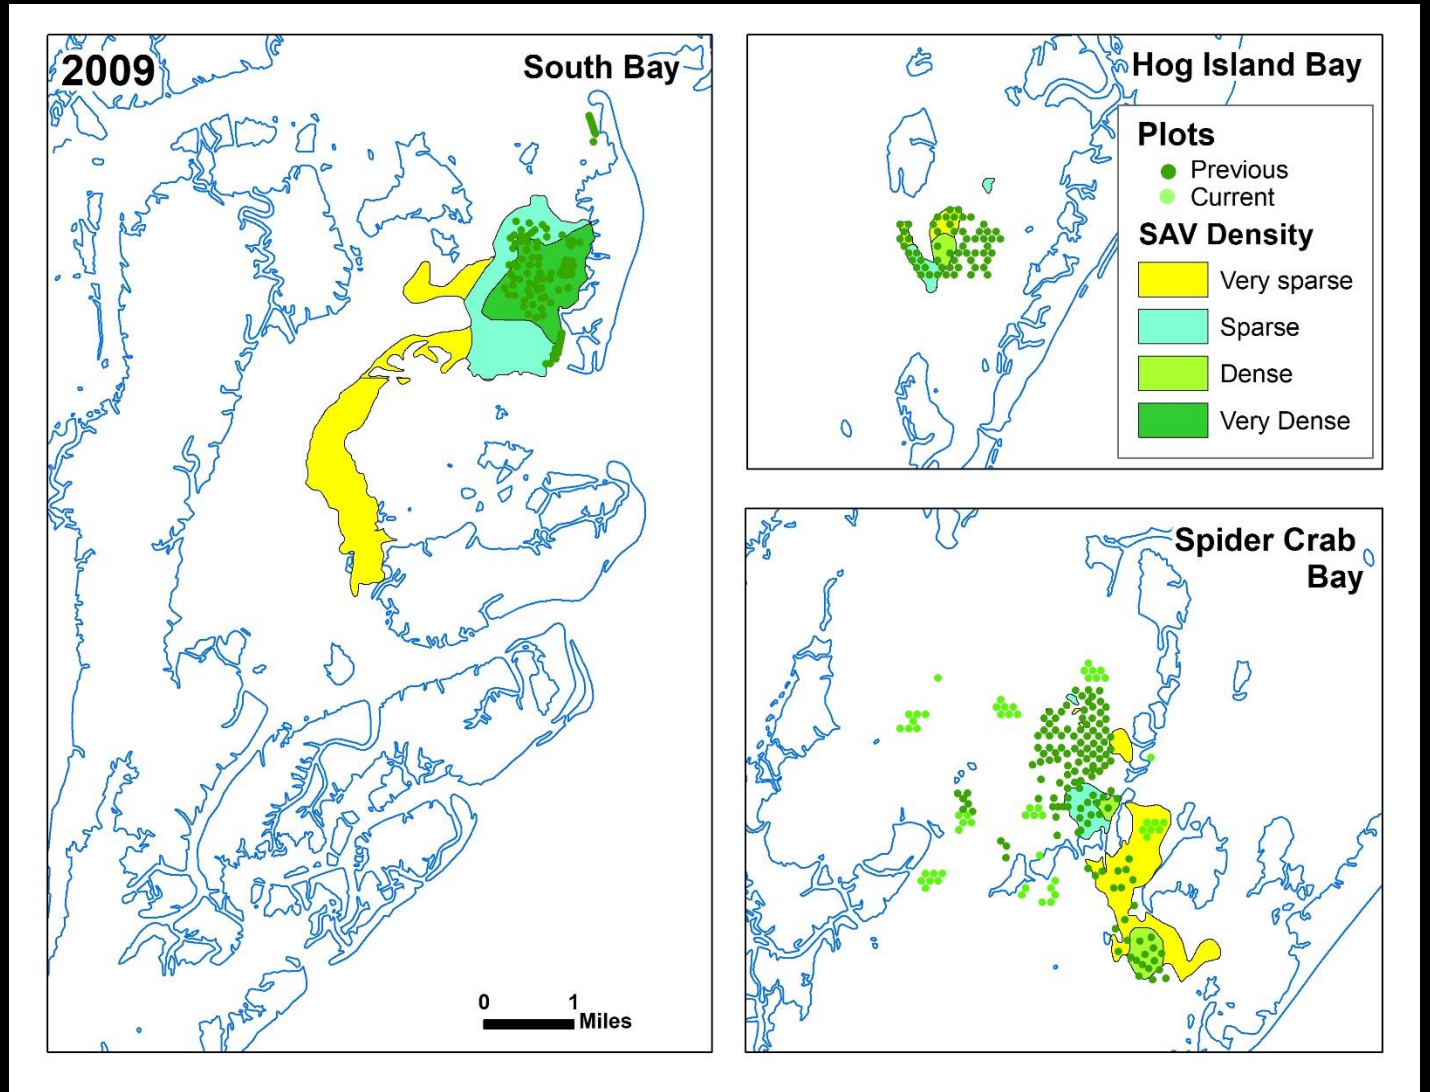 2009
South Bay
0 1
Miles
Hog Island Bay
Plots
Previous
Current
SAV Density
Very sparse
Sparse
Dense
Very Dense
Spider Crab
Bay